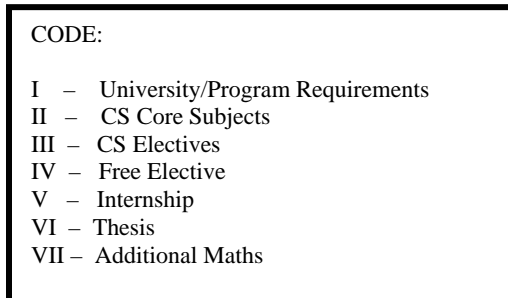 CODE:
I – University/Program Requirements
II – CS Core Subjects
III – CS Electives
IV – Free Elective
V – Internship
VI – Thesis
VII – Additional Maths